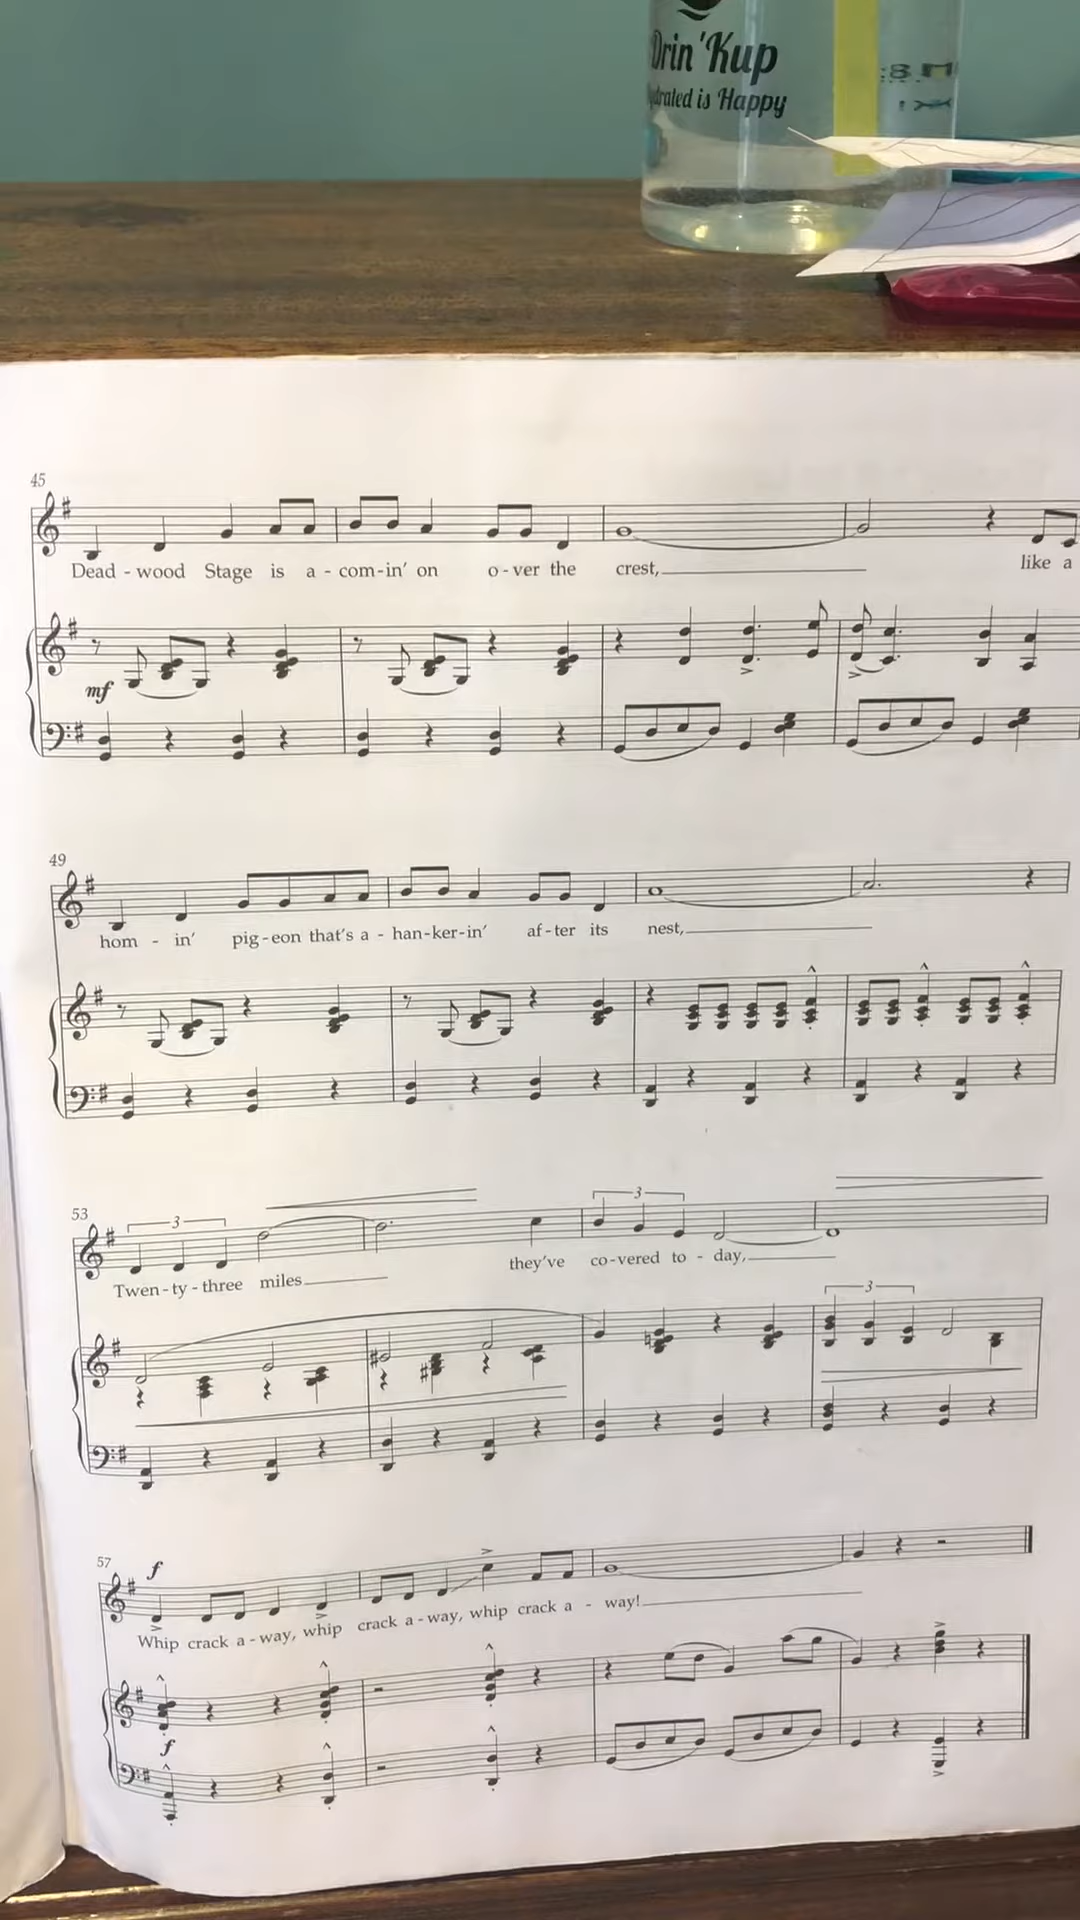 Drin'Kup
is Happy
45
Dead - wood Stage is a - com-in' on o - ver the crest, like a
mf
49
hom - in' pig - eon that's a - han-ker-in' af - ter its nest,
53
3 3
Twen - ty - three miles they've co - vered to - day,
3
57
f
Whip crack a - way, whip crack a - way, whip crack a - way!
f